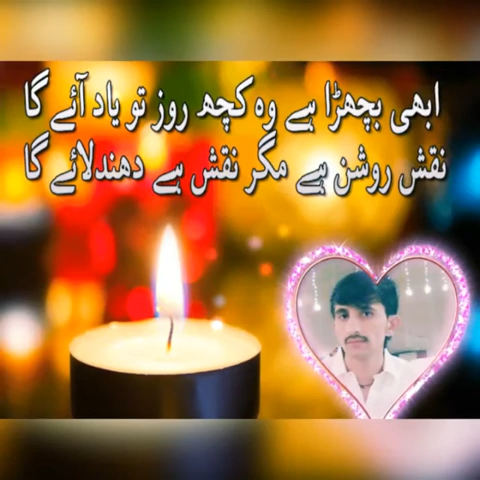 ابھی بچھڑا ہے وہ کچھ روز تو یاد آئے گا
نقش روشن ہے مگر نقش ہے دھندلائے گا